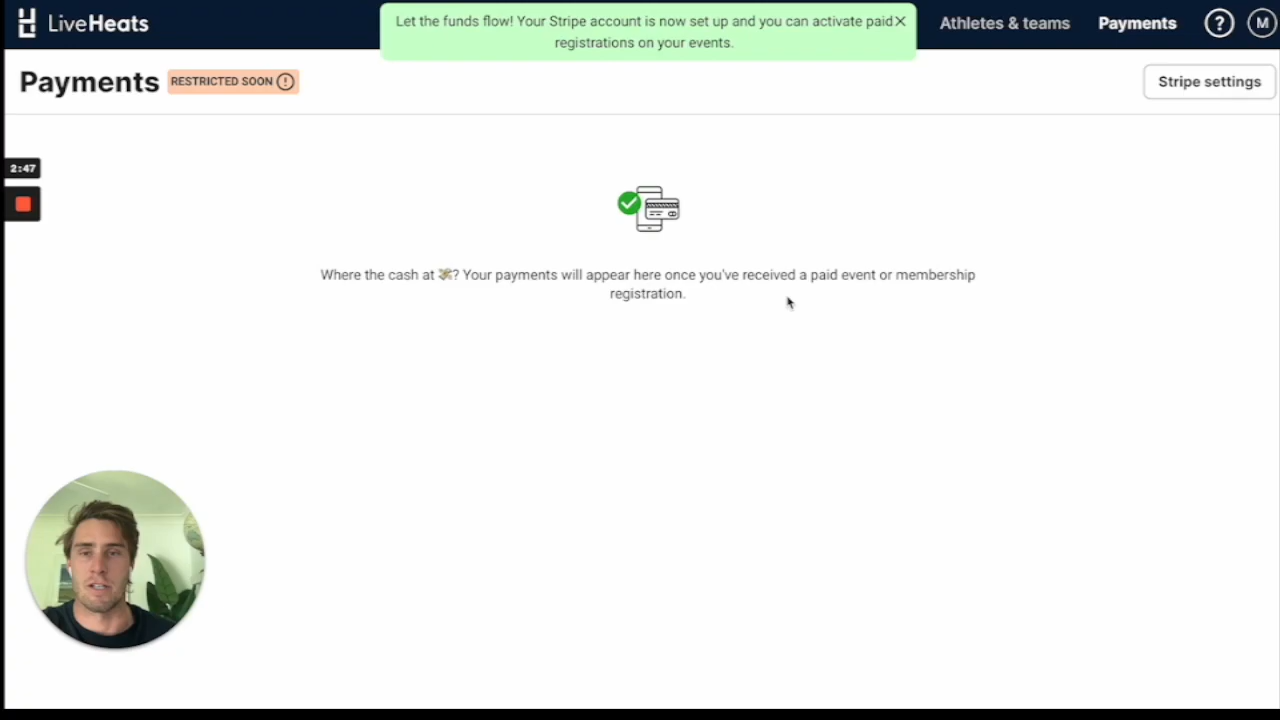 LiveHeats
Let the funds flow! Your Stripe account is now set up and you can activate paid
registrations on your events.
Athletes & teams
Payments
?
M
Payments
RESTRICTED SOON
Stripe settings
2:47
Where the cash at 💸? Your payments will appear here once you've received a paid event or membership
registration.